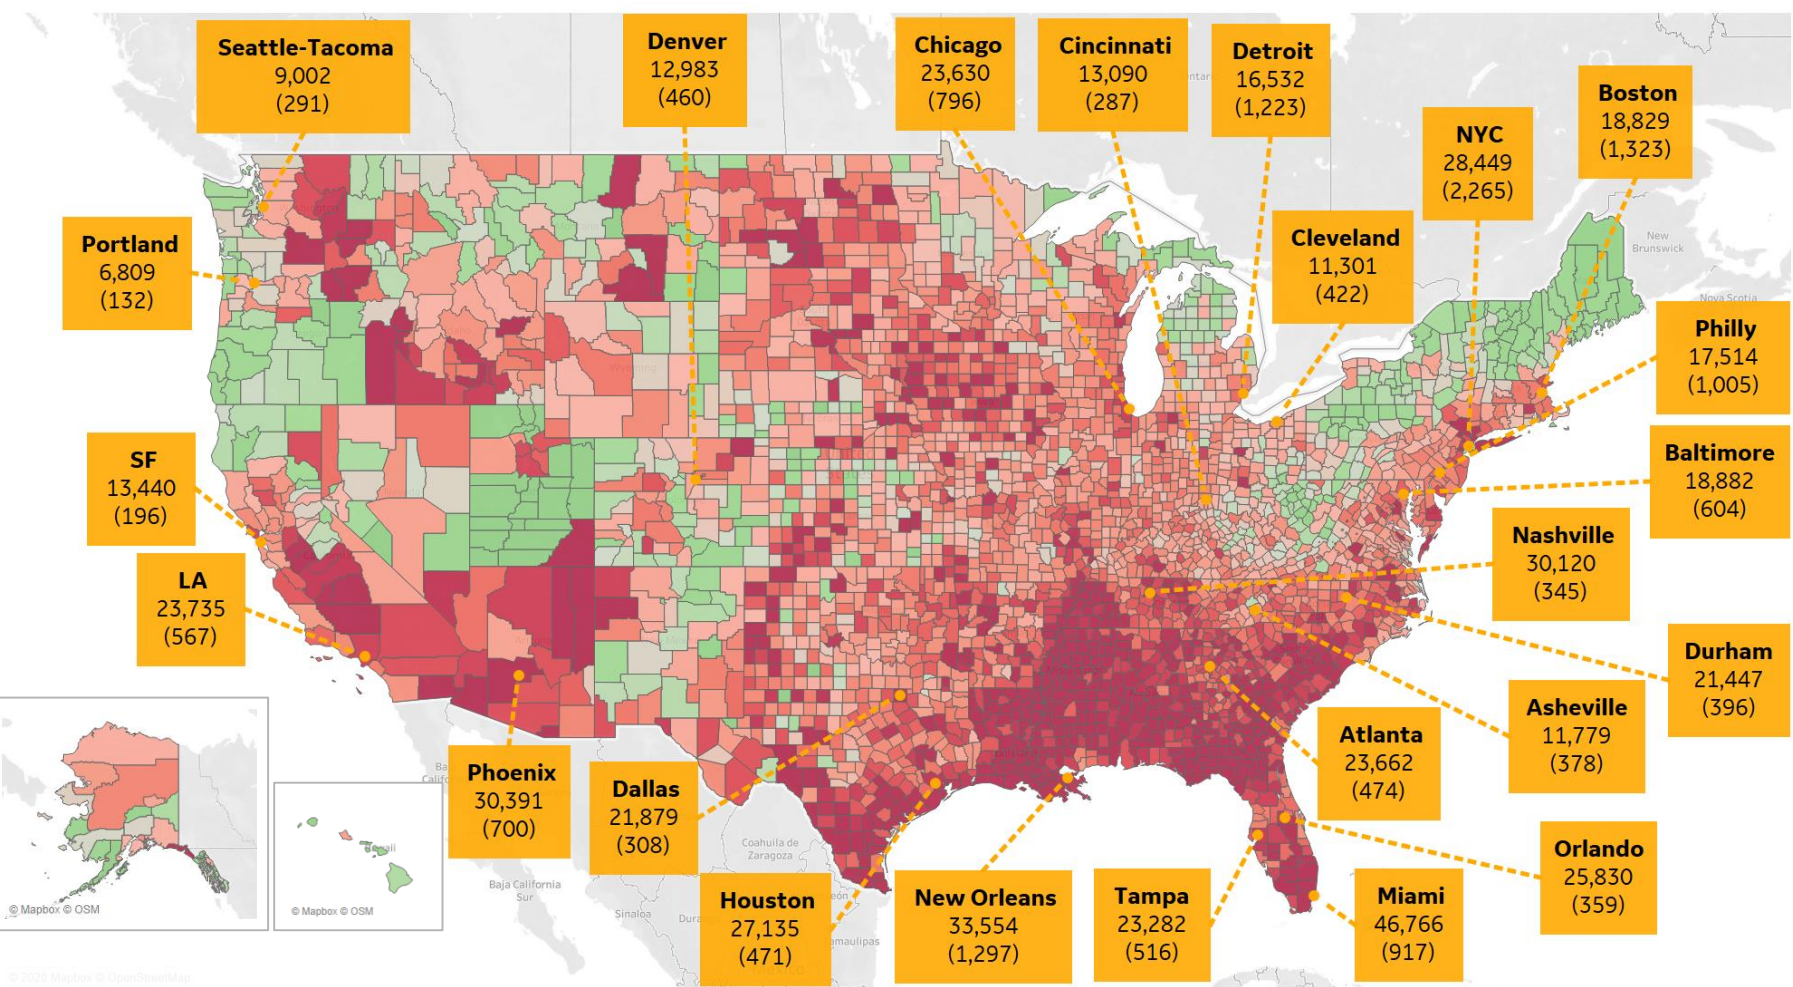 Seattle-Tacoma
9,002
(291)
Denver
12,983
(460)
Chicago
23,630
(796)
Cincinnati
13,090
(287)
Detroit
16,532
(1,223)
NYC
28,449
(2,265)
Boston
18,829
(1,323)
Portland
6,809
(132)
Cleveland
11,301
(422)
New
Brunswick
Nova Scotia
Philly
17,514
(1,005)
SF
13,440
(196)
Baltimore
18,882
(604)
Nashville
30,120
(345)
LA
23,735
(567)
Durham
21,447
(396)
Asheville
11,779
(378)
Atlanta
23,662
(474)
Phoenix
30,391
(700)
Dallas
21,879
(308)
Orlando
25,830
(359)
Houston
27,135
(471)
New Orleans
33,554
(1,297)
Tampa
23,282
(516)
Miami
46,766
(917)
Coahuila de
Zaragoza
Baja California
Sur
Sinaloa
© Mapbox © OSM
© Mapbox © OSM
© 2020 Mapbox © OpenStreetMap